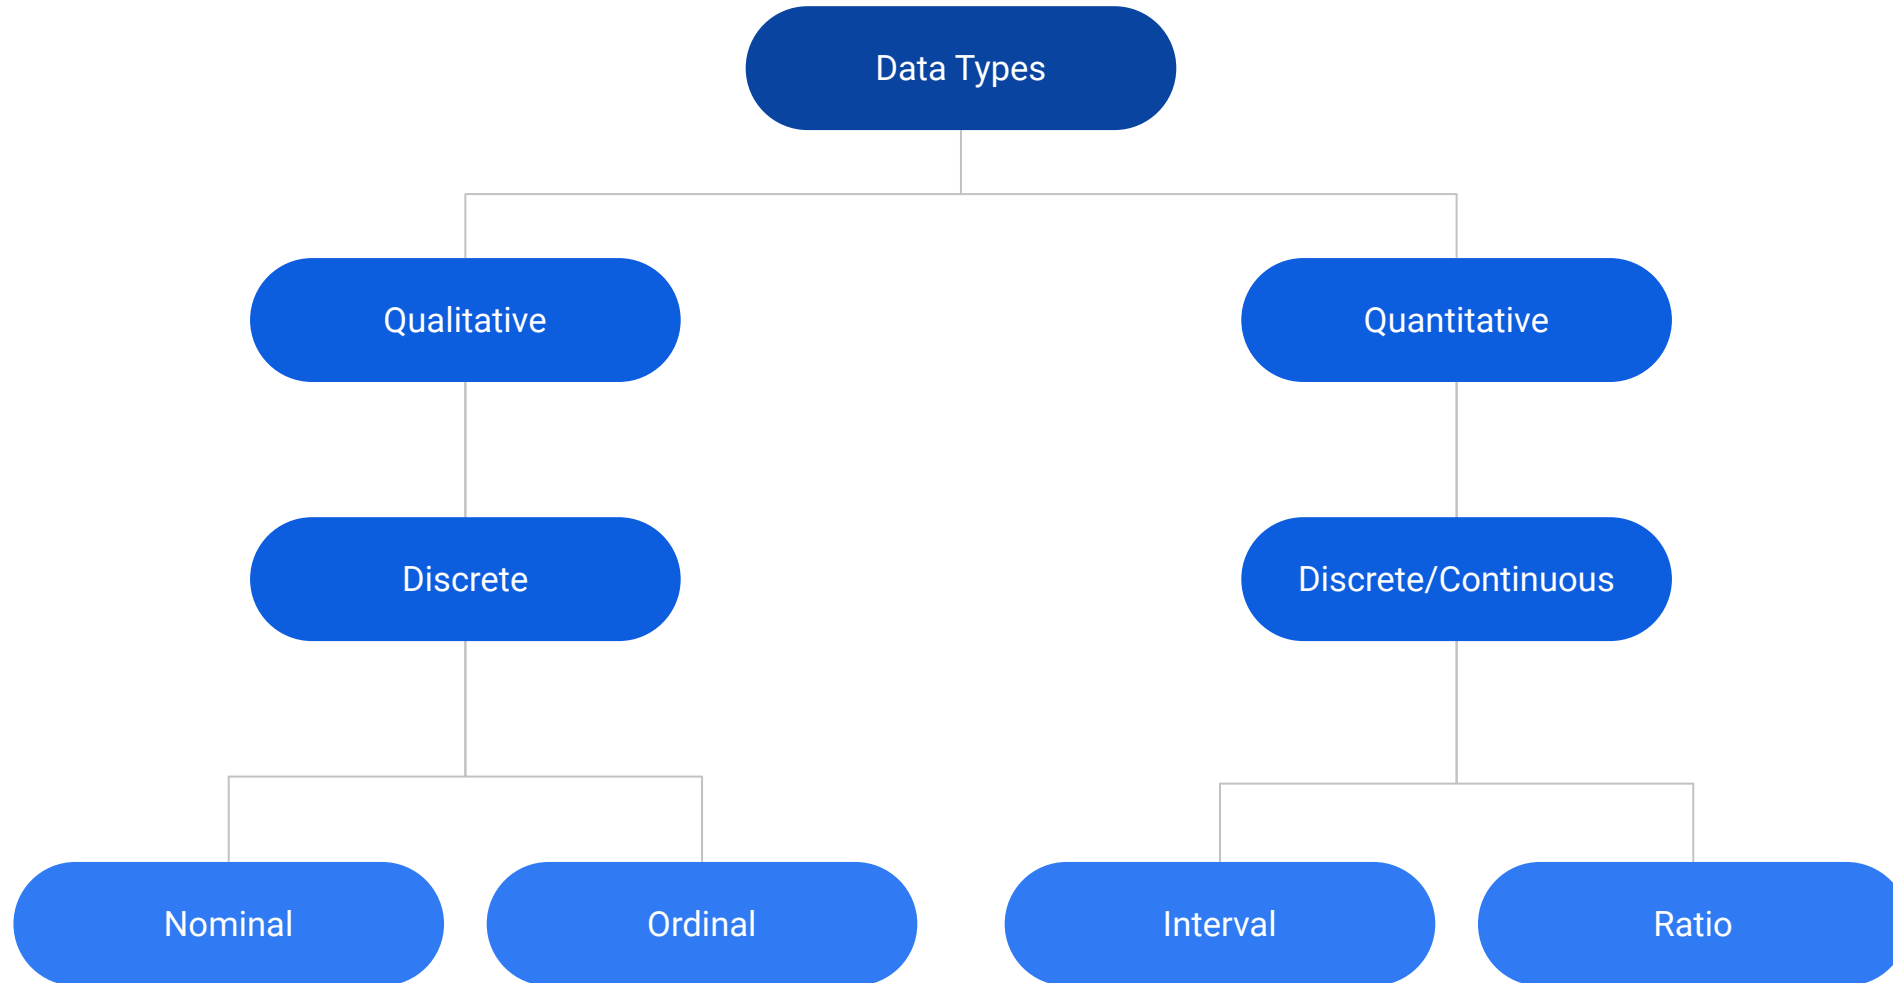 Data Types
Qualitative
Quantitative
Discrete
Discrete/Continuous
Nominal
Ordinal
Interval
Ratio